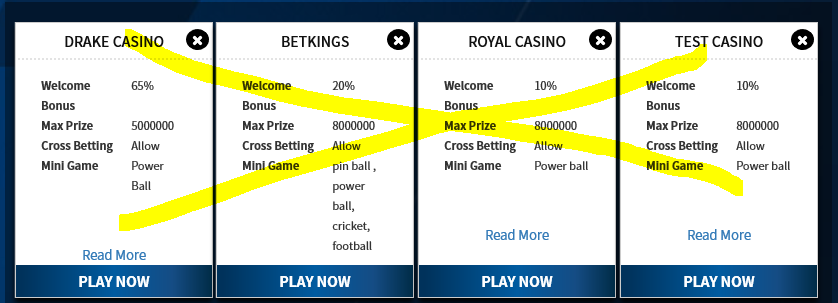 DRAKE CASINO
Welcome Bonus 65%
Max Prize 5000000
Cross Betting Allow
Mini Game Power
Ball
Read More
PLAY NOW
BETKINGS
Welcome Bonus 20%
Max Prize 8000000
Cross Betting Allow
Mini Game pin ball ,
power
ball,
cricket,
football
PLAY NOW
ROYAL CASINO
Welcome Bonus 10%
Max Prize 8000000
Cross Betting Allow
Mini Game Power ball
Read More
PLAY NOW
TEST CASINO
Welcome Bonus 10%
Max Prize 8000000
Cross Betting Allow
Mini Game Power ball
Read More
PLAY NOW